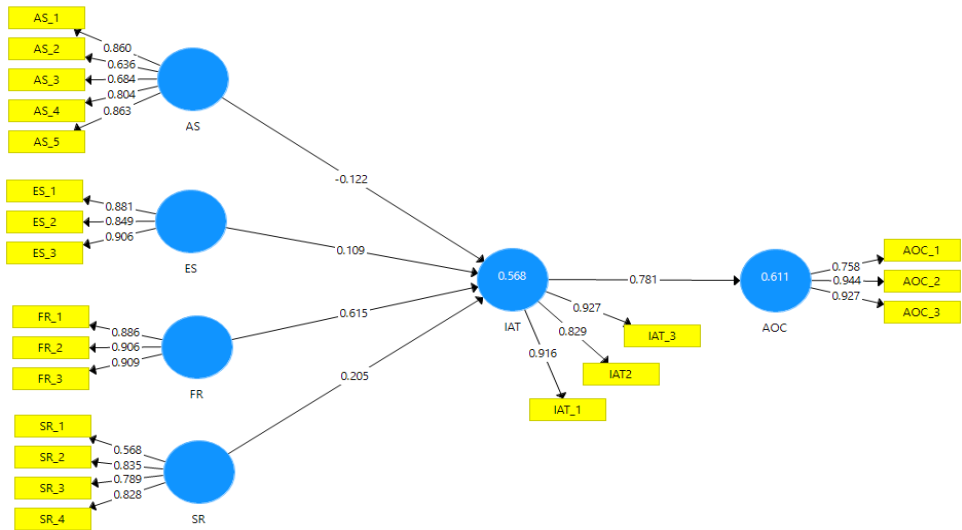 AS_1
AS_2
AS_3
AS_4
AS_5
0.860
0.636
0.684
0.804
0.863
AS
-0.122
ES_1
ES_2
ES_3
0.881
0.849
0.906
ES
0.109
FR_1
FR_2
FR_3
0.886
0.906
0.909
FR
0.615
SR_1
SR_2
SR_3
SR_4
0.568
0.835
0.789
0.828
SR
0.205
0.568
IAT
0.927
0.829
0.916
IAT_3
IAT2
IAT_1
0.781
0.611
AOC
0.758
0.944
0.927
AOC_1
AOC_2
AOC_3